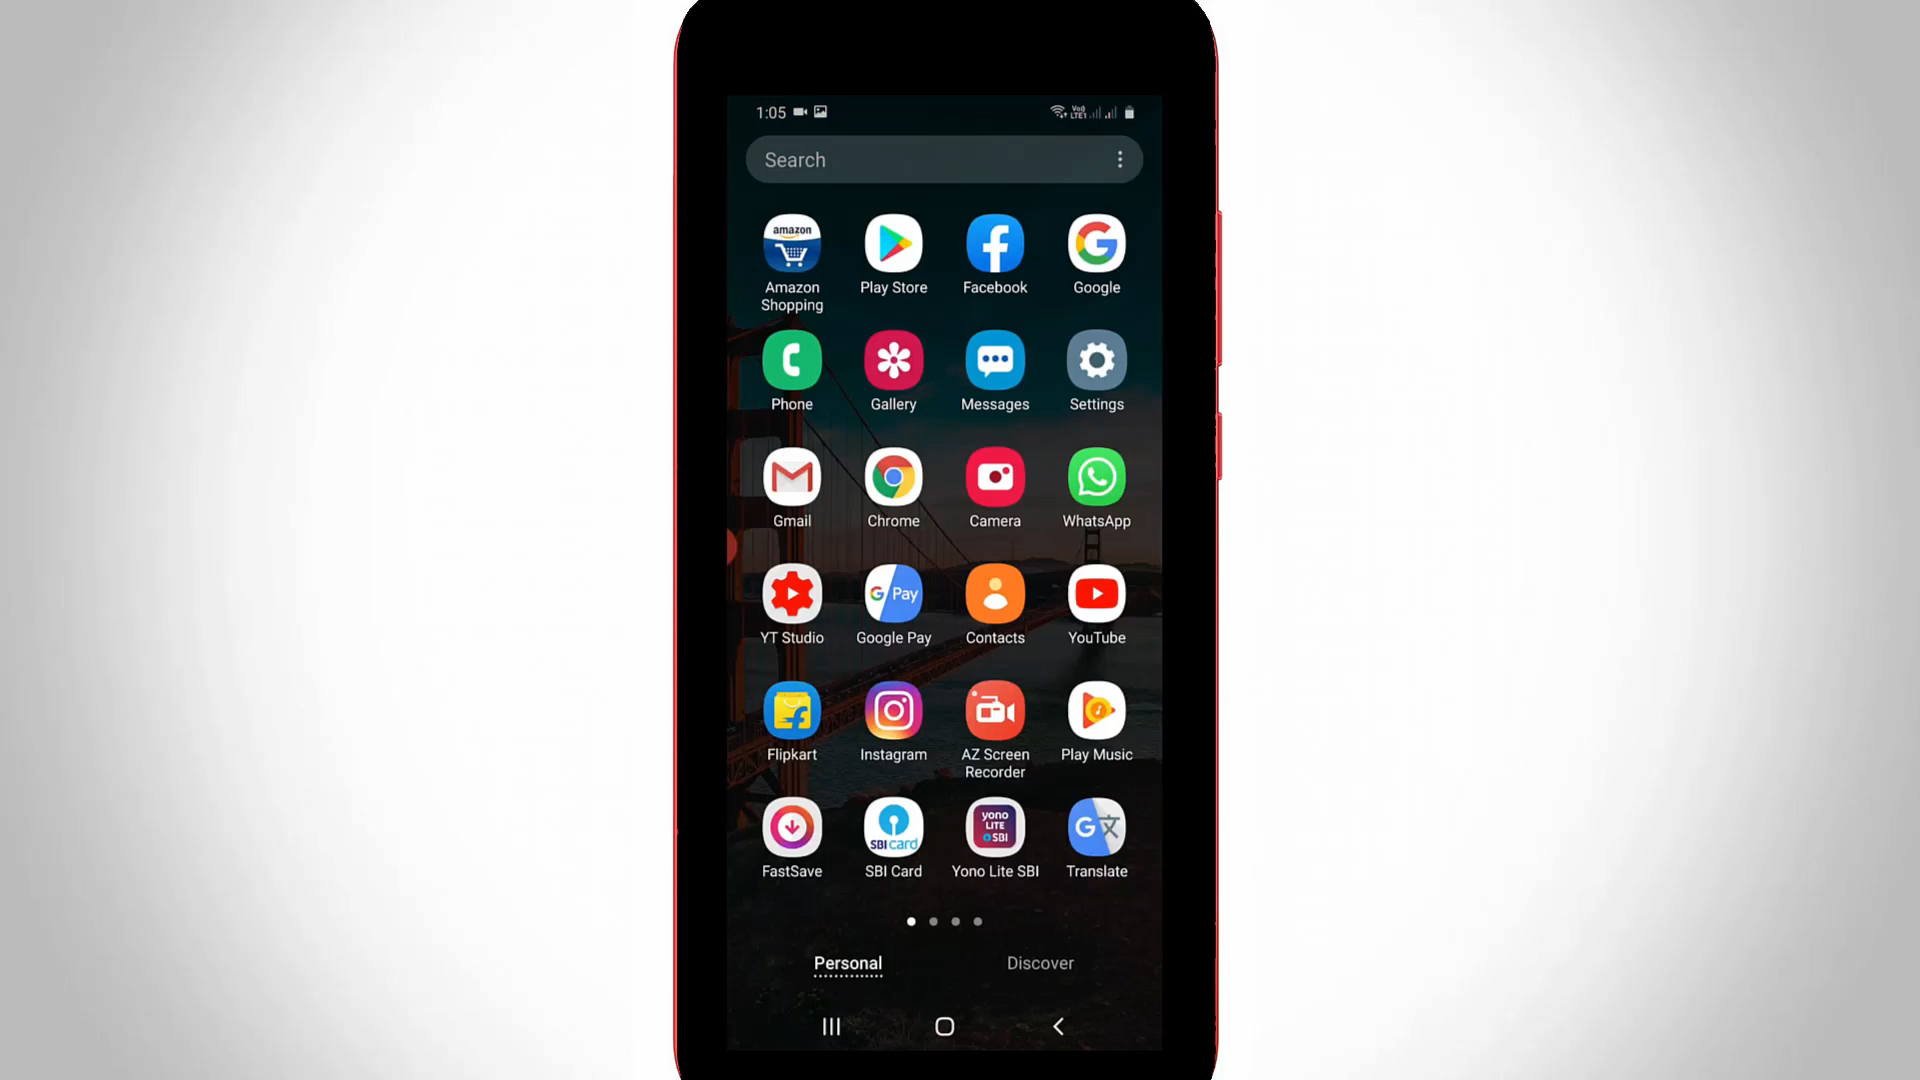 1:05
Vo)) LTE1
Search
amazon
Amazon Shopping
Play Store
Facebook
Google
Phone
Gallery
Messages
Settings
Gmail
Chrome
Camera
WhatsApp
G Pay
YT Studio
Google Pay
Contacts
YouTube
Flipkart
Instagram
AZ Screen Recorder
Play Music
SBI card
yono
LITE
SBI
FastSave
SBI Card
Yono Lite SBI
Translate
Personal
Discover